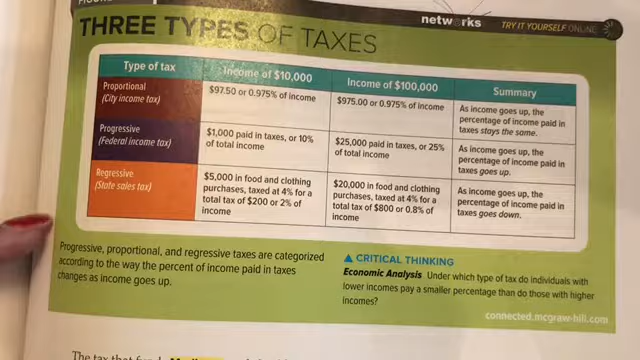 FIGURE
networks TRY IT YOURSELF ONLINE
THREE TYPES OF TAXES
Type of tax
Income of $10,000
Income of $100,000
Summary
Proportional
(City income tax)
$97.50 or 0.975% of income
$975.00 or 0.975% of income
As income goes up, the
percentage of income paid in
taxes stays the same.
Progressive
(Federal income tax)
$1,000 paid in taxes, or 10%
of total income
$25,000 paid in taxes, or 25%
of total income
As income goes up, the
percentage of income paid in
taxes goes up.
Regressive
(State sales tax)
$5,000 in food and clothing
purchases, taxed at 4% for a
total tax of $200 or 2% of
income
$20,000 in food and clothing
purchases, taxed at 4% for a
total tax of $800 or 0.8% of
income
As income goes up, the
percentage of income paid in
taxes goes down.
Progressive, proportional, and regressive taxes are categorized
according to the way the percent of income paid in taxes
changes as income goes up.
▲ CRITICAL THINKING
Economic Analysis Under which type of tax do individuals with
lower incomes pay a smaller percentage than do those with higher
incomes?
connected.mcgraw-hill.com
The tax that